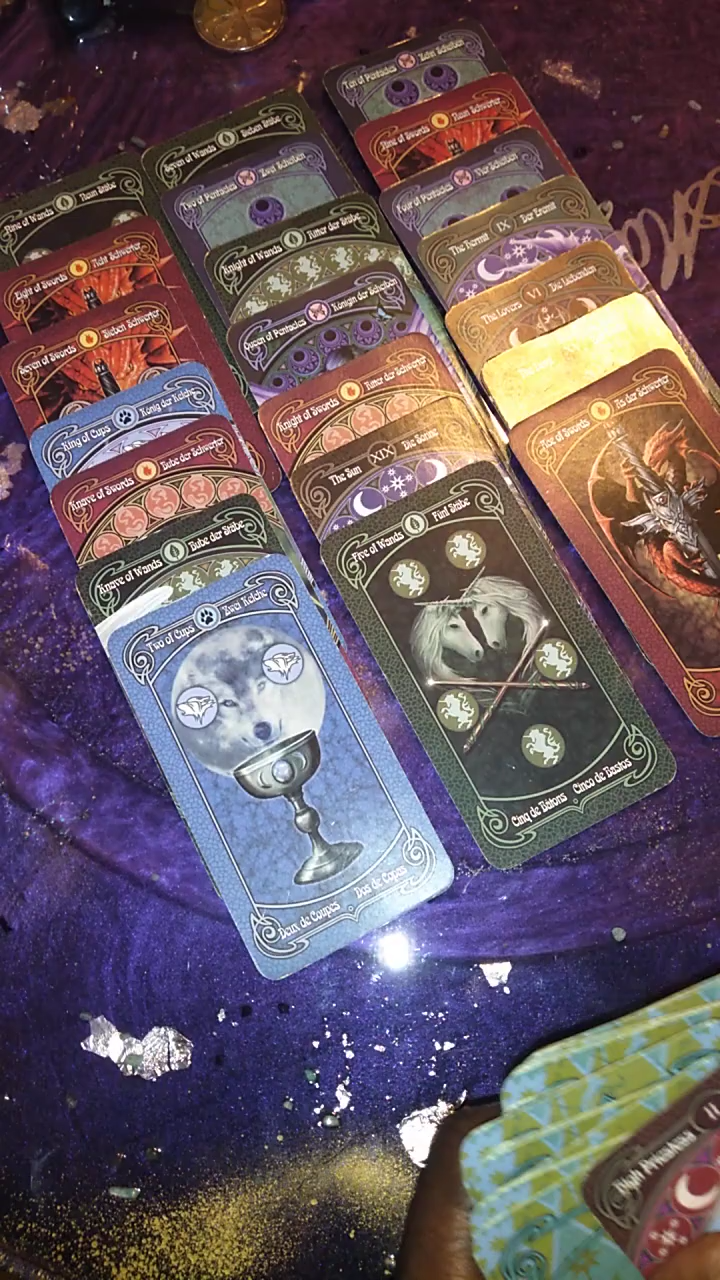 Nine of Wands Neun Stäbe
Eight of Swords Acht Schwerter
Seven of Swords Sieben Schwerter
King of Cups König der Kelche
Knave of Swords Bube der Schwerter
Knave of Wands Bube der Stäbe
Two of Cups Zwei Kelche
Deux de Coupes Dos de Copas
Seven of Wands Sieben Stäbe
Two of Pentacles Zwei Scheiben
Knight of Wands Ritter der Stäbe
Queen of Pentacles Königin der Scheiben
Knight of Swords Ritter der Schwerter
The Sun XIX Die Sonne
Five of Wands Fünf Stäbe
Cinq de Bâtons Cinco de Bastos
Ten of Pentacles Zehn Scheiben
Nine of Swords Neun Schwerter
Four of Pentacles Vier Scheiben
The Hermit IX Der Eremit
The Lovers VI Die Liebenden
Ace of Swords As der Schwerter
High Priestess II